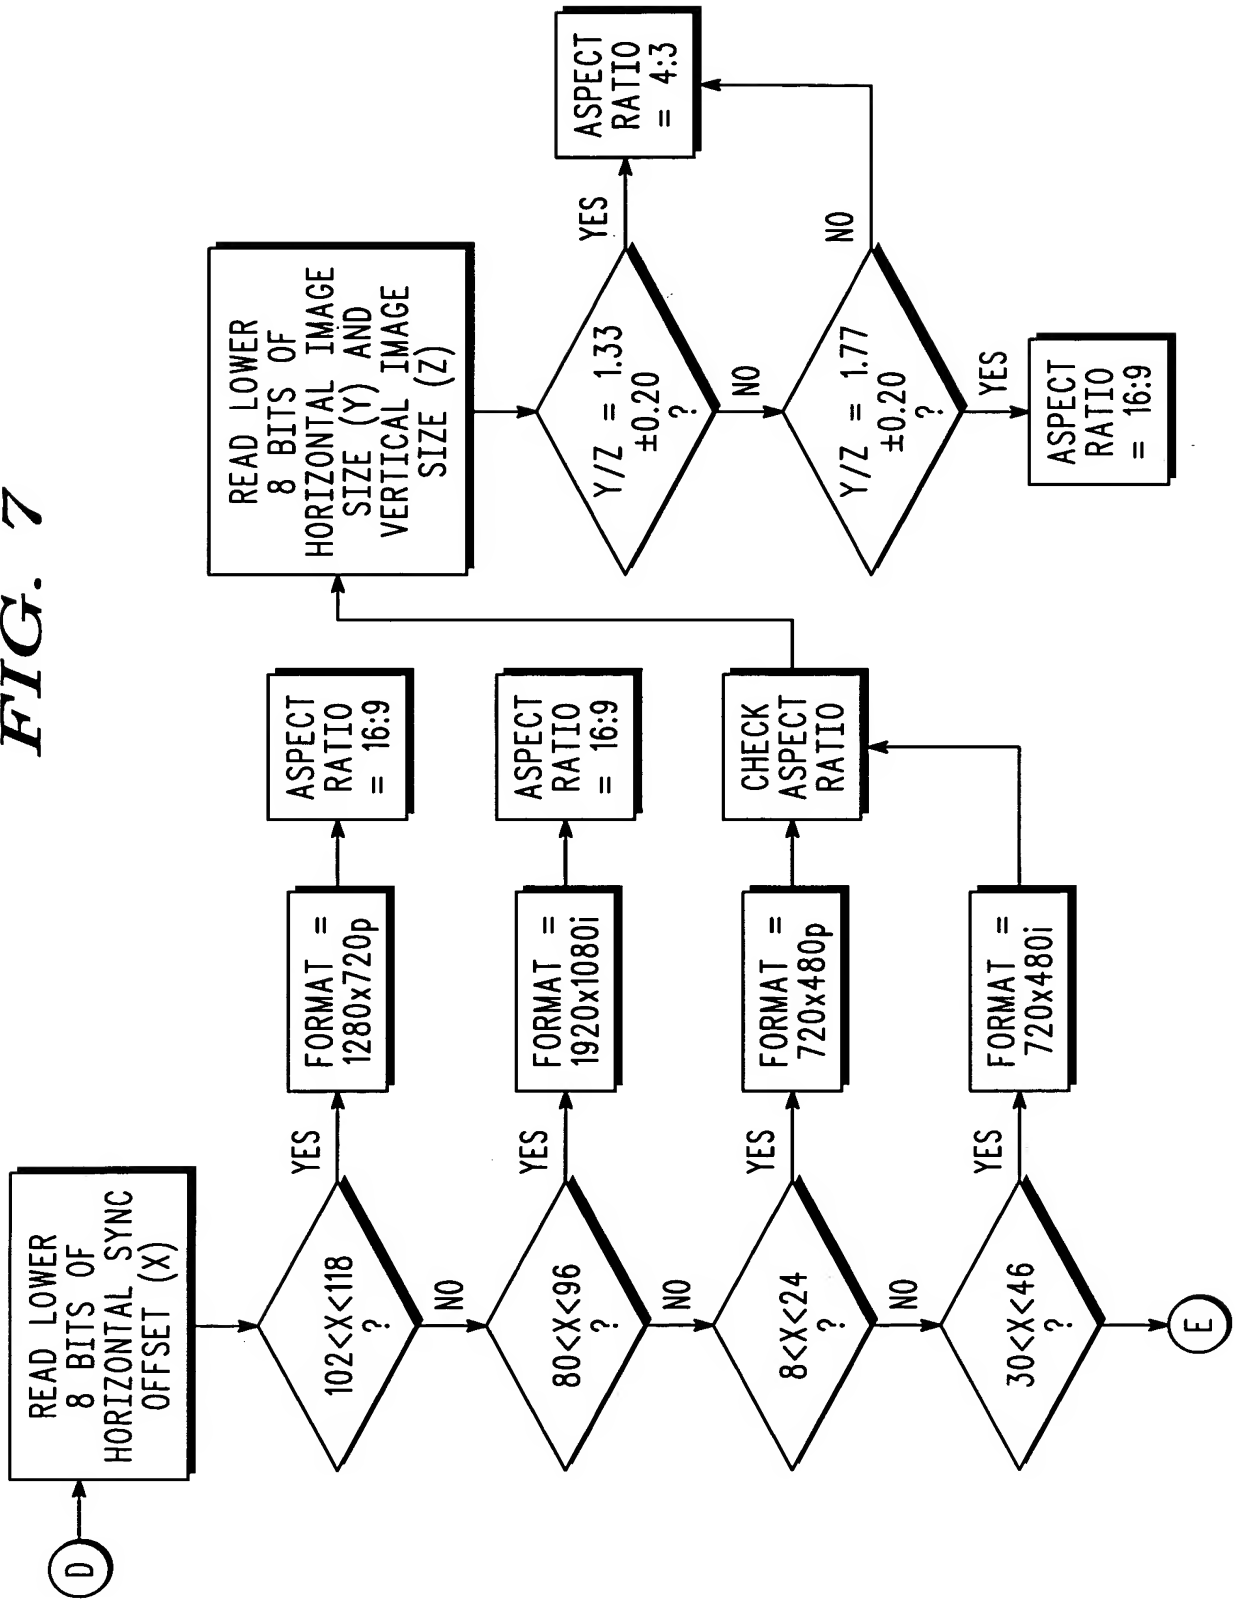 FIG. 7
D
READ LOWER
8 BITS OF
HORIZONTAL SYNC
OFFSET (X)
102<X<118
?
YES
FORMAT =
1280x720p
ASPECT
RATIO
= 16:9
NO
80<X<96
?
YES
FORMAT =
1920x1080i
ASPECT
RATIO
= 16:9
NO
8<X<24
?
YES
FORMAT =
720x480p
CHECK
ASPECT
RATIO
NO
30<X<46
?
YES
FORMAT =
720x480i
E
READ LOWER
8 BITS OF
HORIZONTAL IMAGE
SIZE (Y) AND
VERTICAL IMAGE
SIZE (Z)
Y/Z = 1.33
±0.20
?
YES
ASPECT
RATIO
= 4:3
NO
Y/Z = 1.77
±0.20
?
NO
YES
ASPECT
RATIO
= 16:9